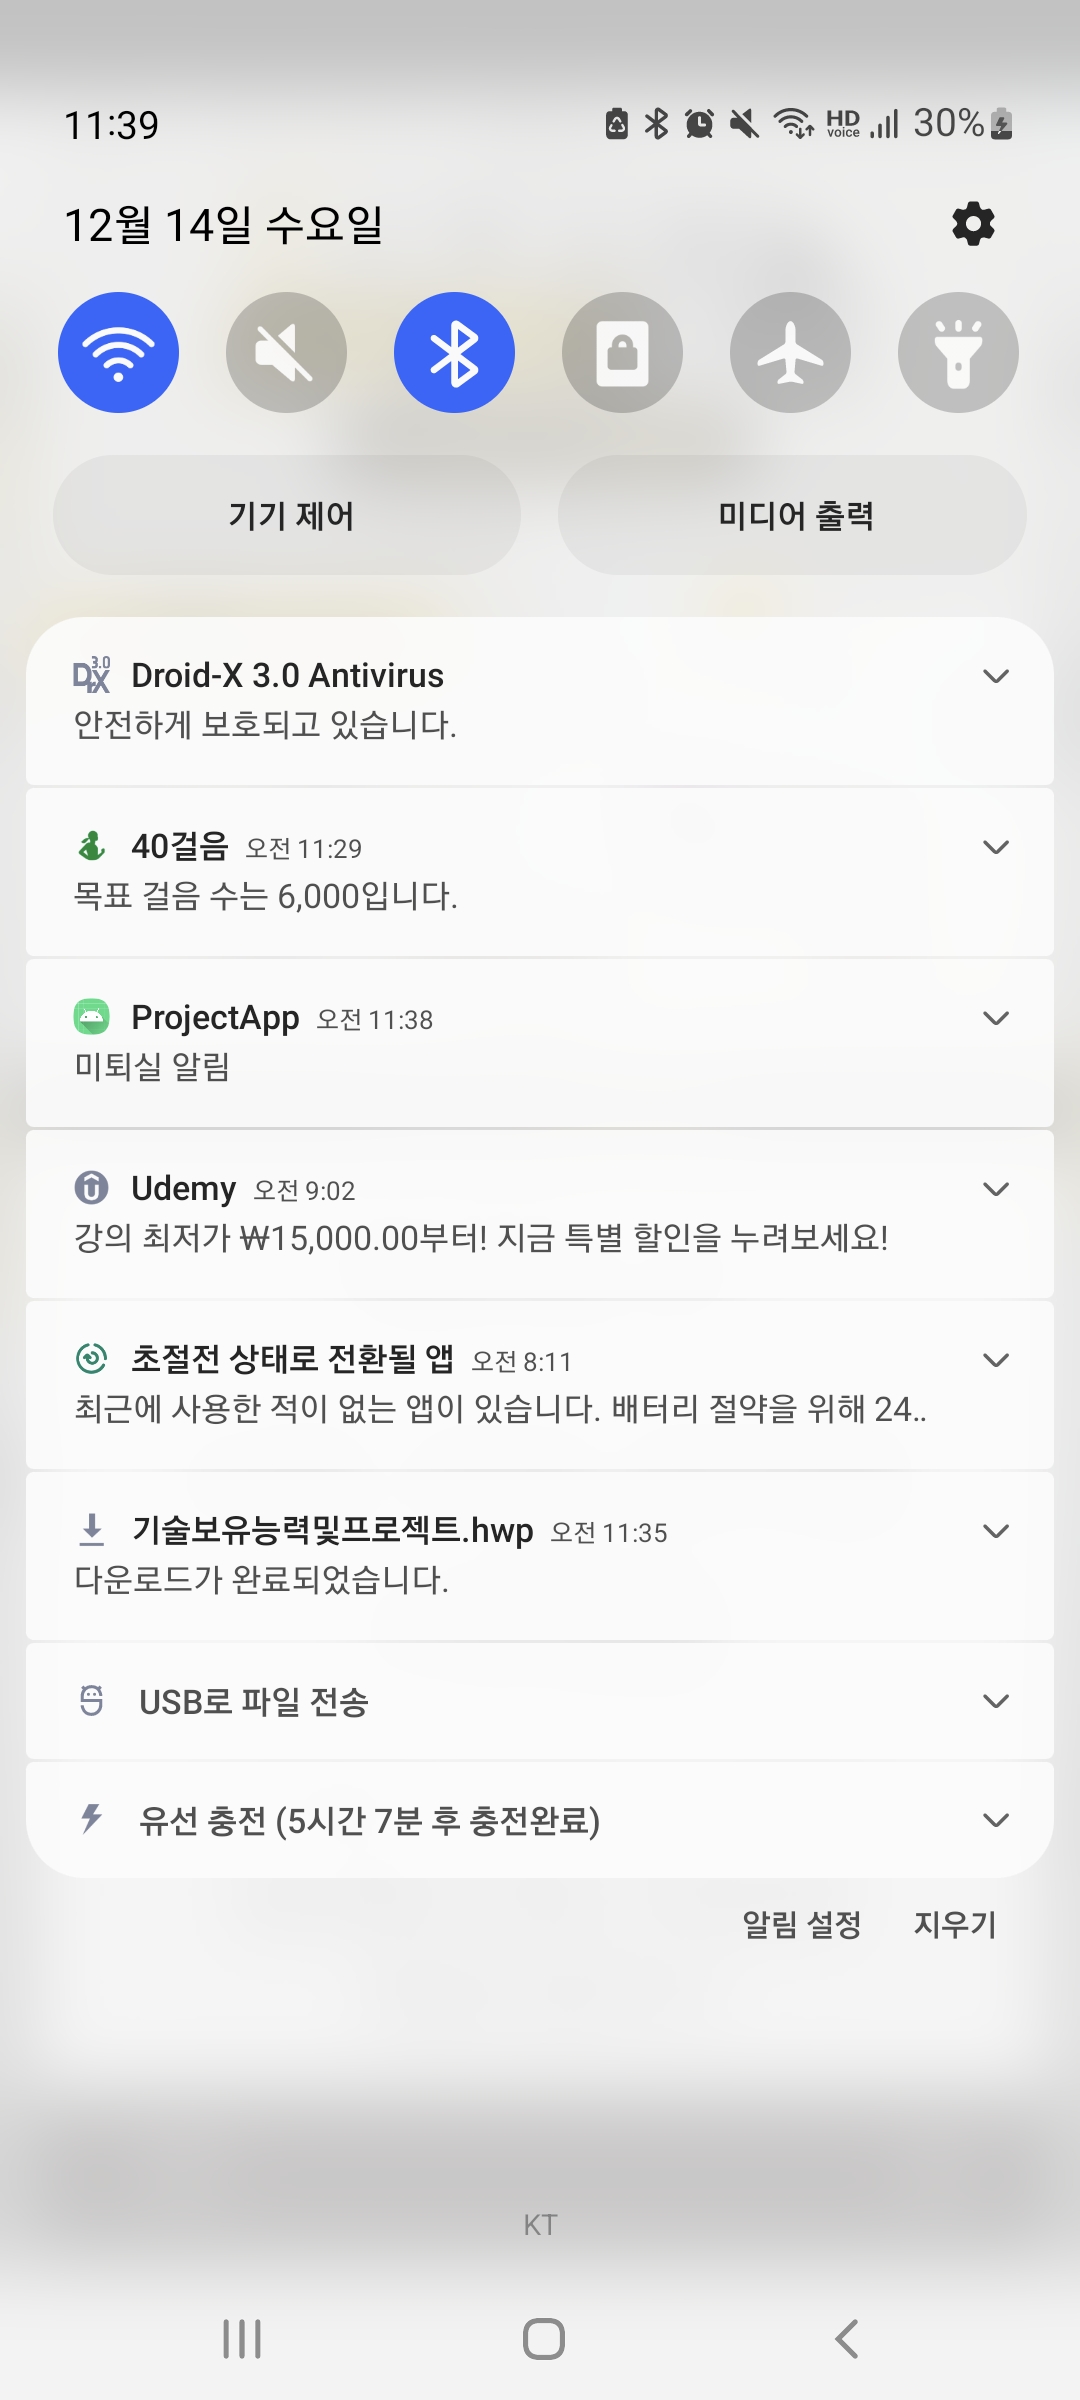 11:39
HD voice 30%
12월 14일 수요일
기기 제어
미디어 출력
3.0 DX Droid-X 3.0 Antivirus
안전하게 보호되고 있습니다.
40걸음 오전 11:29
목표 걸음 수는 6,000입니다.
ProjectApp 오전 11:38
미퇴실 알림
Udemy 오전 9:02
강의 최저가 ₩15,000.00부터! 지금 특별 할인을 누려보세요!
초절전 상태로 전환될 앱 오전 8:11
최근에 사용한 적이 없는 앱이 있습니다. 배터리 절약을 위해 24..
기술보유능력및프로젝트.hwp 오전 11:35
다운로드가 완료되었습니다.
USB로 파일 전송
유선 충전 (5시간 7분 후 충전완료)
알림 설정 지우기
KT